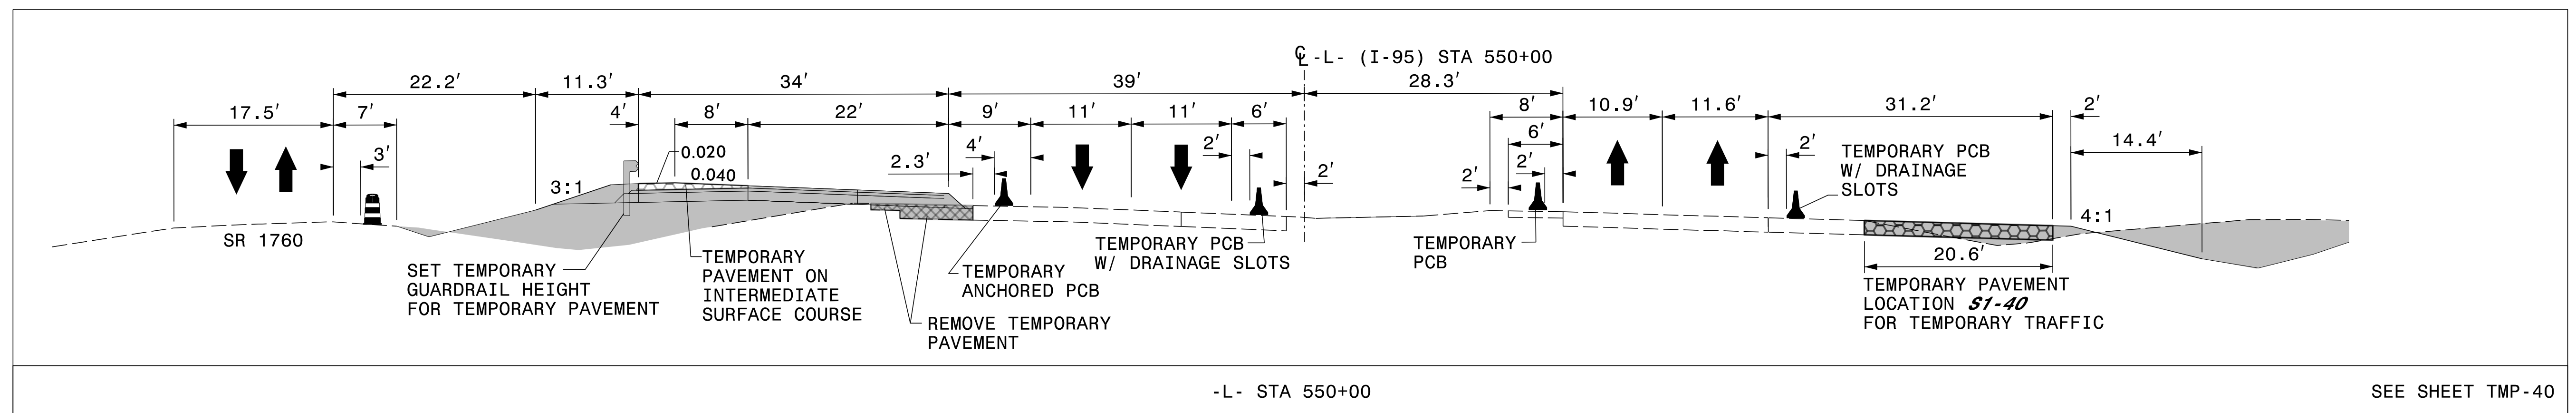 ℄ -L- (I-95) STA 550+00
22.2′ 11.3′ 34′ 39′ 28.3′
17.5′ 7′ 4′ 8′ 22′ 9′ 11′ 11′ 6′ 8′ 10.9′ 11.6′ 31.2′ 2′
3′ 2.3′ 4′ 2′ 2′ 2′ 6′ 2′ 2′ 14.4′
0.020
0.040
3:1
4:1
SR 1760
SET TEMPORARY
GUARDRAIL HEIGHT
FOR TEMPORARY PAVEMENT
TEMPORARY
PAVEMENT ON
INTERMEDIATE
SURFACE COURSE
REMOVE TEMPORARY
PAVEMENT
TEMPORARY
ANCHORED PCB
TEMPORARY PCB
W/ DRAINAGE SLOTS
TEMPORARY
PCB
TEMPORARY PCB
W/ DRAINAGE
SLOTS
20.6′
TEMPORARY PAVEMENT
LOCATION S1-40
FOR TEMPORARY TRAFFIC
-L- STA 550+00
SEE SHEET TMP-40